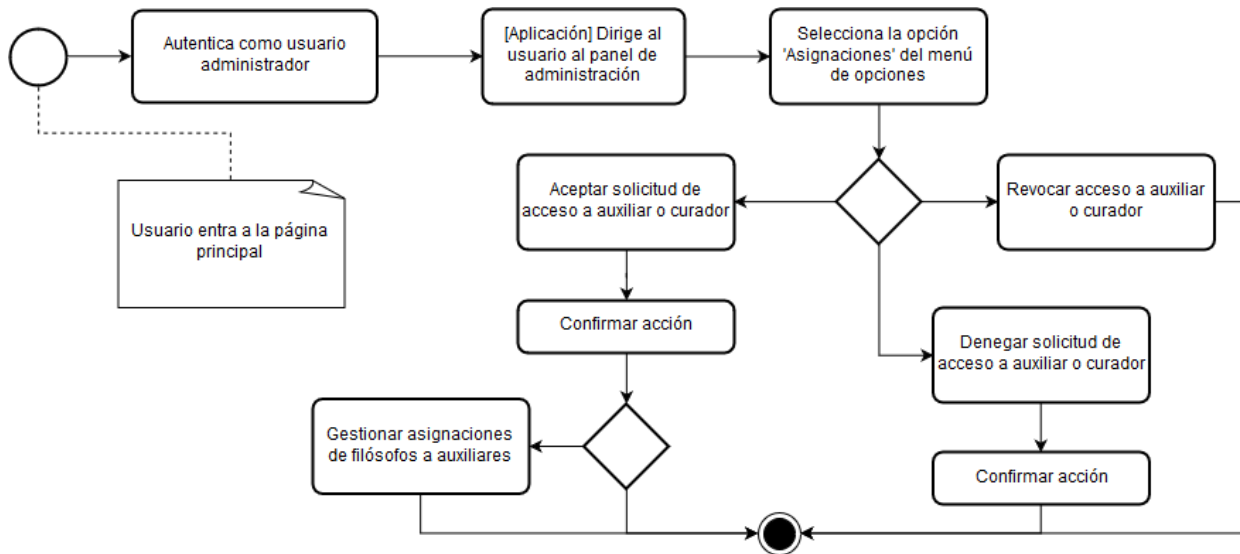 Autentica como usuario
administrador
[Aplicación] Dirige al
usuario al panel de
administración
Selecciona la opción
'Asignaciones' del menú
de opciones
Usuario entra a la página
principal
Aceptar solicitud de
acceso a auxiliar o curador
Revocar acceso a auxiliar
o curador
Confirmar acción
Denegar solicitud de
acceso a auxiliar o curador
Gestionar asignaciones
de filósofos a auxiliares
Confirmar acción